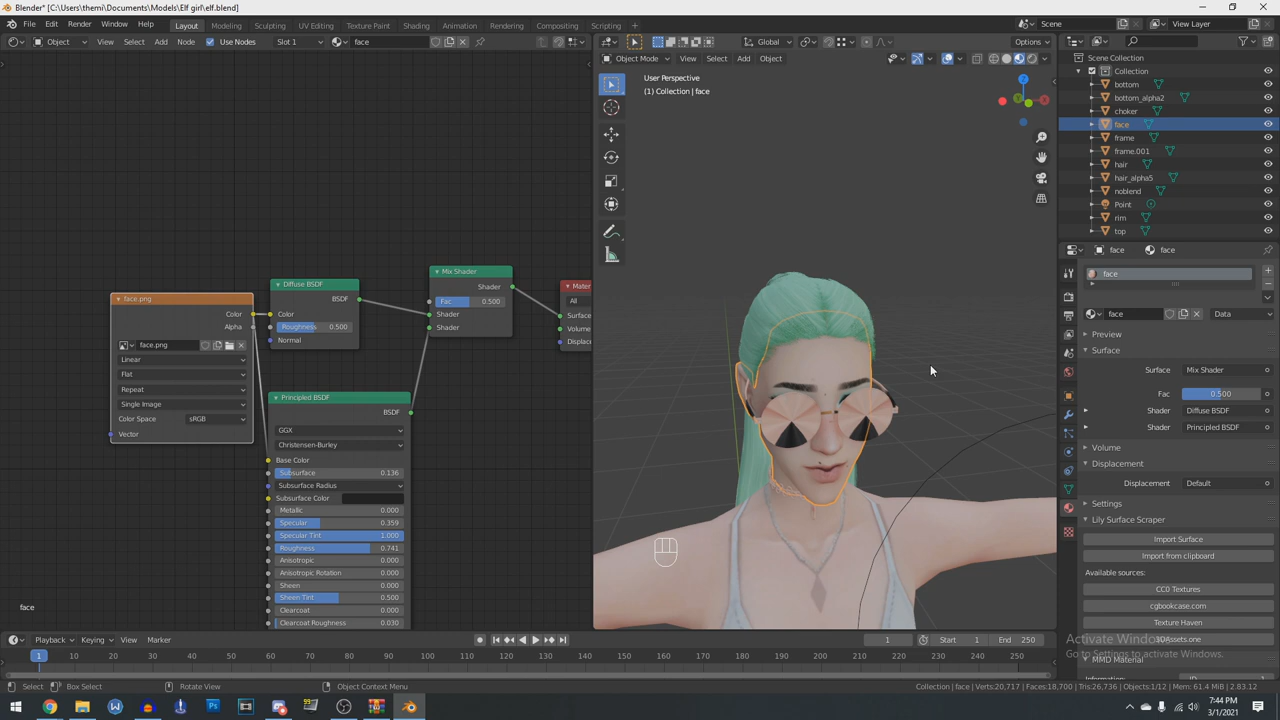 Blender* [C:\Users\themi\Documents\Models\Elf girl\elf.blend]
File Edit Render Window Help Layout Modeling Sculpting UV Editing Texture Paint Shading Animation Rendering Compositing Scripting Scene View Layer
Object View Select Add Node Use Nodes Slot 1 face
Global Options
Object Mode View Select Add Object
User Perspective
(1) Collection | face
Z
face.png
Color
Alpha
face.png
Linear
Flat
Repeat
Single Image
Color Space sRGB
Vector
Diffuse BSDF
BSDF
Color
Roughness 0.500
Normal
Mix Shader
Shader
Fac 0.500
Shader
Shader
Materi
All
Surface
Volume
Displace
Principled BSDF
BSDF
GGX
Christensen-Burley
Base Color
Subsurface 0.136
Subsurface Radius
Subsurface Color
Metallic 0.000
Specular 0.359
Specular Tint 1.000
Roughness 0.741
Anisotropic 0.000
Anisotropic Rotation 0.000
Sheen 0.000
Sheen Tint 0.500
Clearcoat 0.000
Clearcoat Roughness 0.030
face
Scene Collection
Collection
bottom
bottom_alpha2
choker
face
frame
frame.001
hair
hair_alpha5
noblend
Point
rim
top
face face
face
face Data
Preview
Surface
Surface Mix Shader
Fac 0.500
Shader Diffuse BSDF
Shader Principled BSDF
Volume
Displacement
Displacement Default
Settings
Lily Surface Scraper
Import Surface
Import from clipboard
Available sources:
CC0 Textures
cgbookcase.com
Texture Haven
3DAssets.one
MMD Material
Activate Windows
Go to Settings to activate Windows.
Playback Keying View Marker 1 Start 1 End 250
1 10 20 30 40 50 60 70 80 90 100 110 120 130 140 150 160 170 180 190 200 210 220 230 240 250
Select Box Select Rotate View Object Context Menu Collection | face | Verts:20,717 | Faces:18,700 | Tris:26,736 | Objects:1/12 | Mem: 61.4 MiB | 2.83.12
7:44 PM
3/1/2021